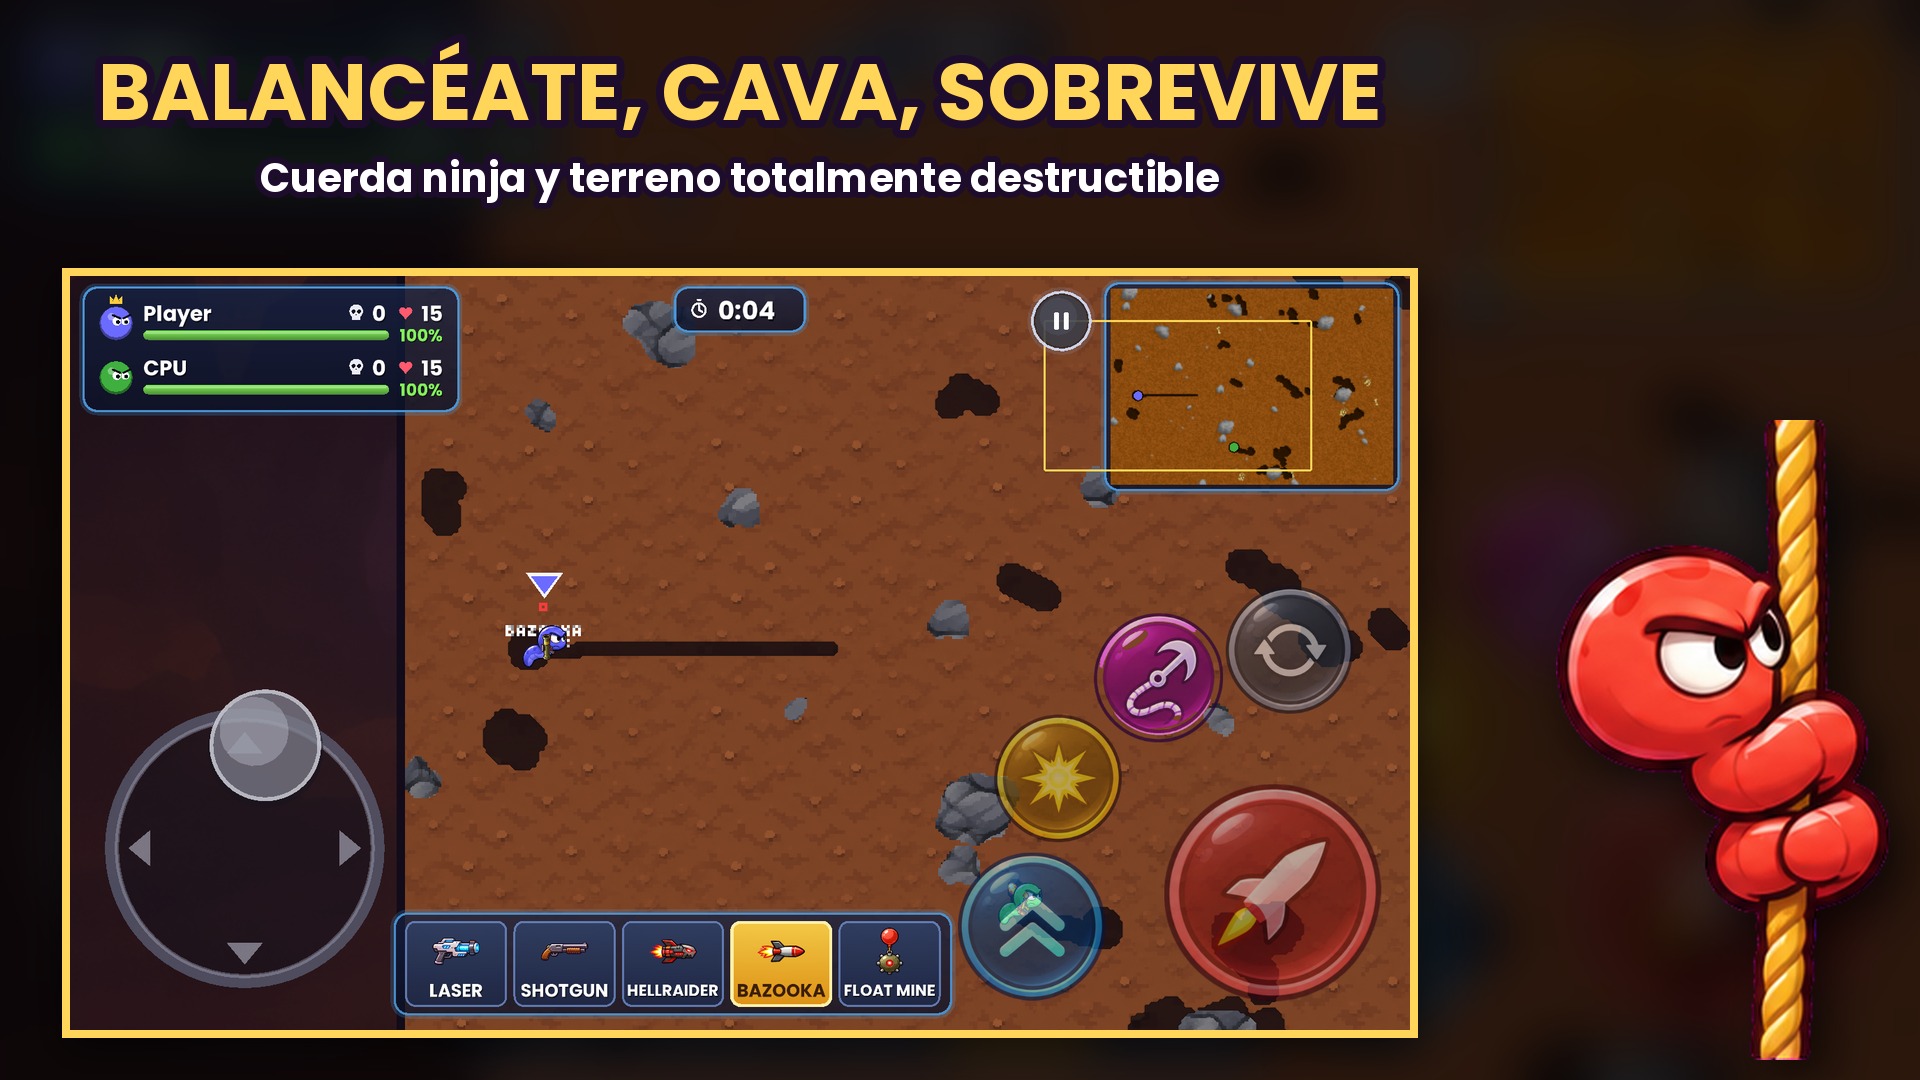 BALANCÉATE, CAVA, SOBREVIVE
Cuerda ninja y terreno totalmente destructible
Player 0 15
100%
CPU 0 15
100%
0:04
LASER
SHOTGUN
HELLRAIDER
BAZOOKA
FLOAT MINE